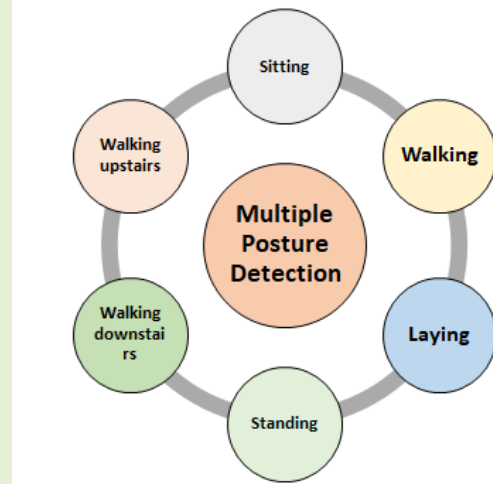 Sitting
Walking
upstairs
Walking
Multiple
Posture
Detection
Walking
downstai
rs
Laying
Standing